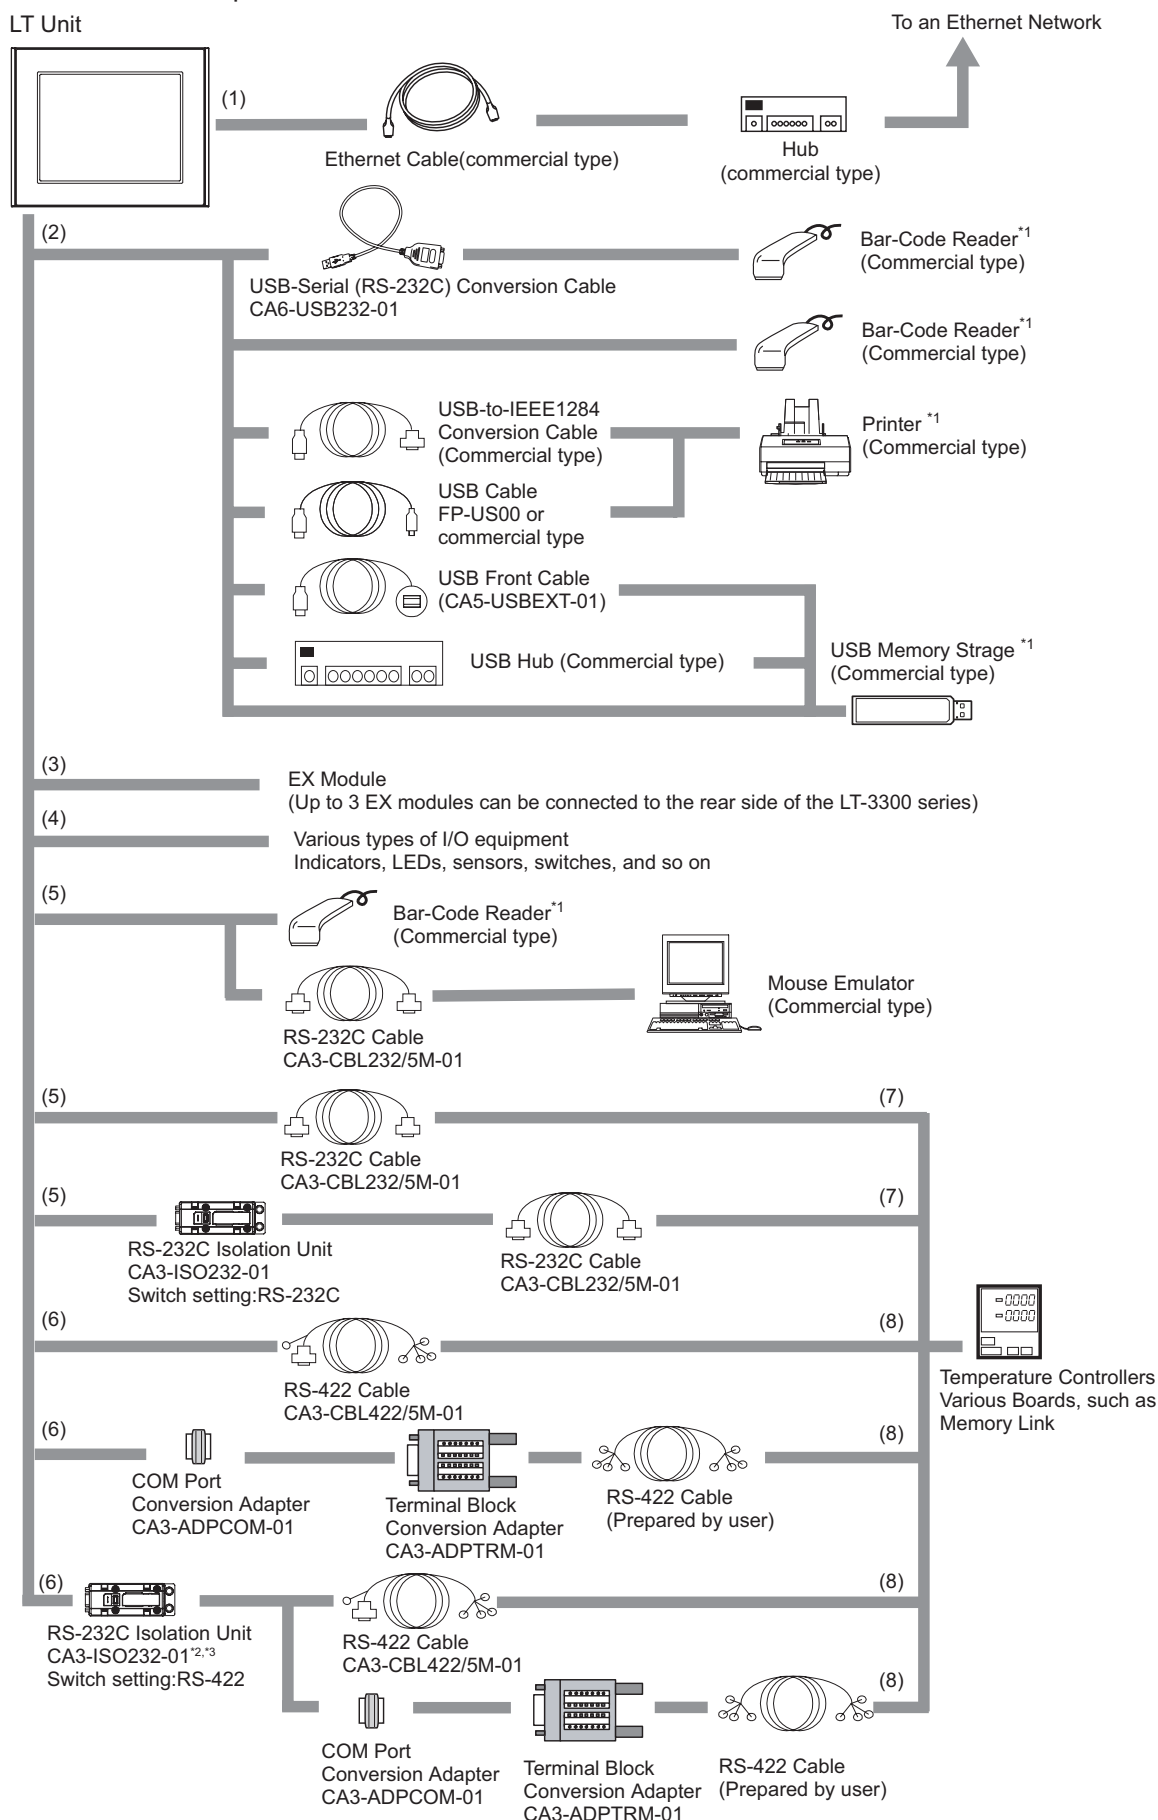 LT Unit
To an Ethernet Network
(1)
Ethernet Cable(commercial type)
Hub
(commercial type)
(2)
USB-Serial (RS-232C) Conversion Cable
CA6-USB232-01
Bar-Code Reader*1
(Commercial type)
Bar-Code Reader*1
(Commercial type)
USB-to-IEEE1284
Conversion Cable
(Commercial type)
Printer *1
(Commercial type)
USB Cable
FP-US00 or
commercial type
USB Front Cable
(CA5-USBEXT-01)
USB Hub (Commercial type)
USB Memory Strage *1
(Commercial type)
(3)
EX Module
(Up to 3 EX modules can be connected to the rear side of the LT-3300 series)
(4)
Various types of I/O equipment
Indicators, LEDs, sensors, switches, and so on
(5)
Bar-Code Reader*1
(Commercial type)
Mouse Emulator
(Commercial type)
RS-232C Cable
CA3-CBL232/5M-01
(5)
(7)
RS-232C Cable
CA3-CBL232/5M-01
(5)
(7)
RS-232C Isolation Unit
CA3-ISO232-01
Switch setting:RS-232C
RS-232C Cable
CA3-CBL232/5M-01
(6)
(8)
RS-422 Cable
CA3-CBL422/5M-01
Temperature Controllers
Various Boards, such as
Memory Link
(6)
(8)
COM Port
Conversion Adapter
CA3-ADPCOM-01
Terminal Block
Conversion Adapter
CA3-ADPTRM-01
RS-422 Cable
(Prepared by user)
(6)
(8)
RS-232C Isolation Unit
CA3-ISO232-01*2,*3
Switch setting:RS-422
RS-422 Cable
CA3-CBL422/5M-01
(8)
COM Port
Conversion Adapter
CA3-ADPCOM-01
Terminal Block
Conversion Adapter
CA3-ADPTRM-01
RS-422 Cable
(Prepared by user)